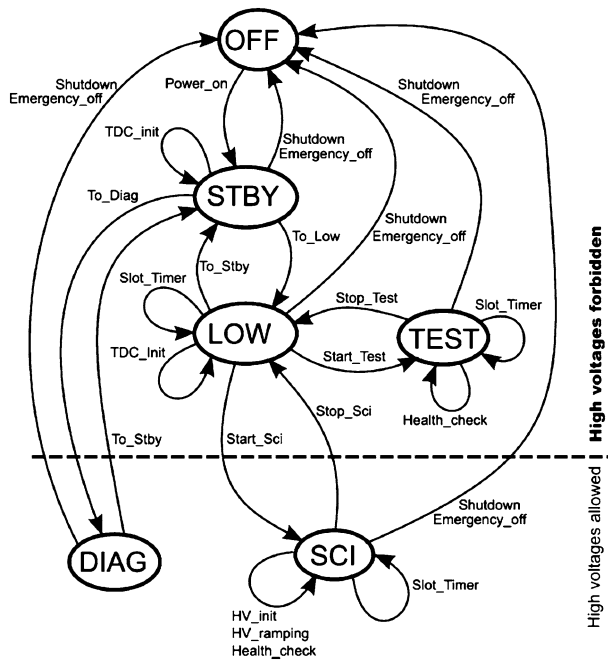 OFF
Shutdown
Emergency_off
Power_on
Shutdown
Emergency_off
TDC_init
Shutdown
Emergency_off
STBY
To_Diag
To_Low
Shutdown
Emergency_off
To_Stby
Slot_Timer
Stop_Test
Slot_Timer
LOW
TEST
TDC_Init
Start_Test
Health_check
Stop_Sci
Start_Sci
To_Stby
High voltages forbidden
High voltages allowed
Shutdown
Emergency_off
DIAG
SCI
Slot_Timer
HV_init
HV_ramping
Health_check